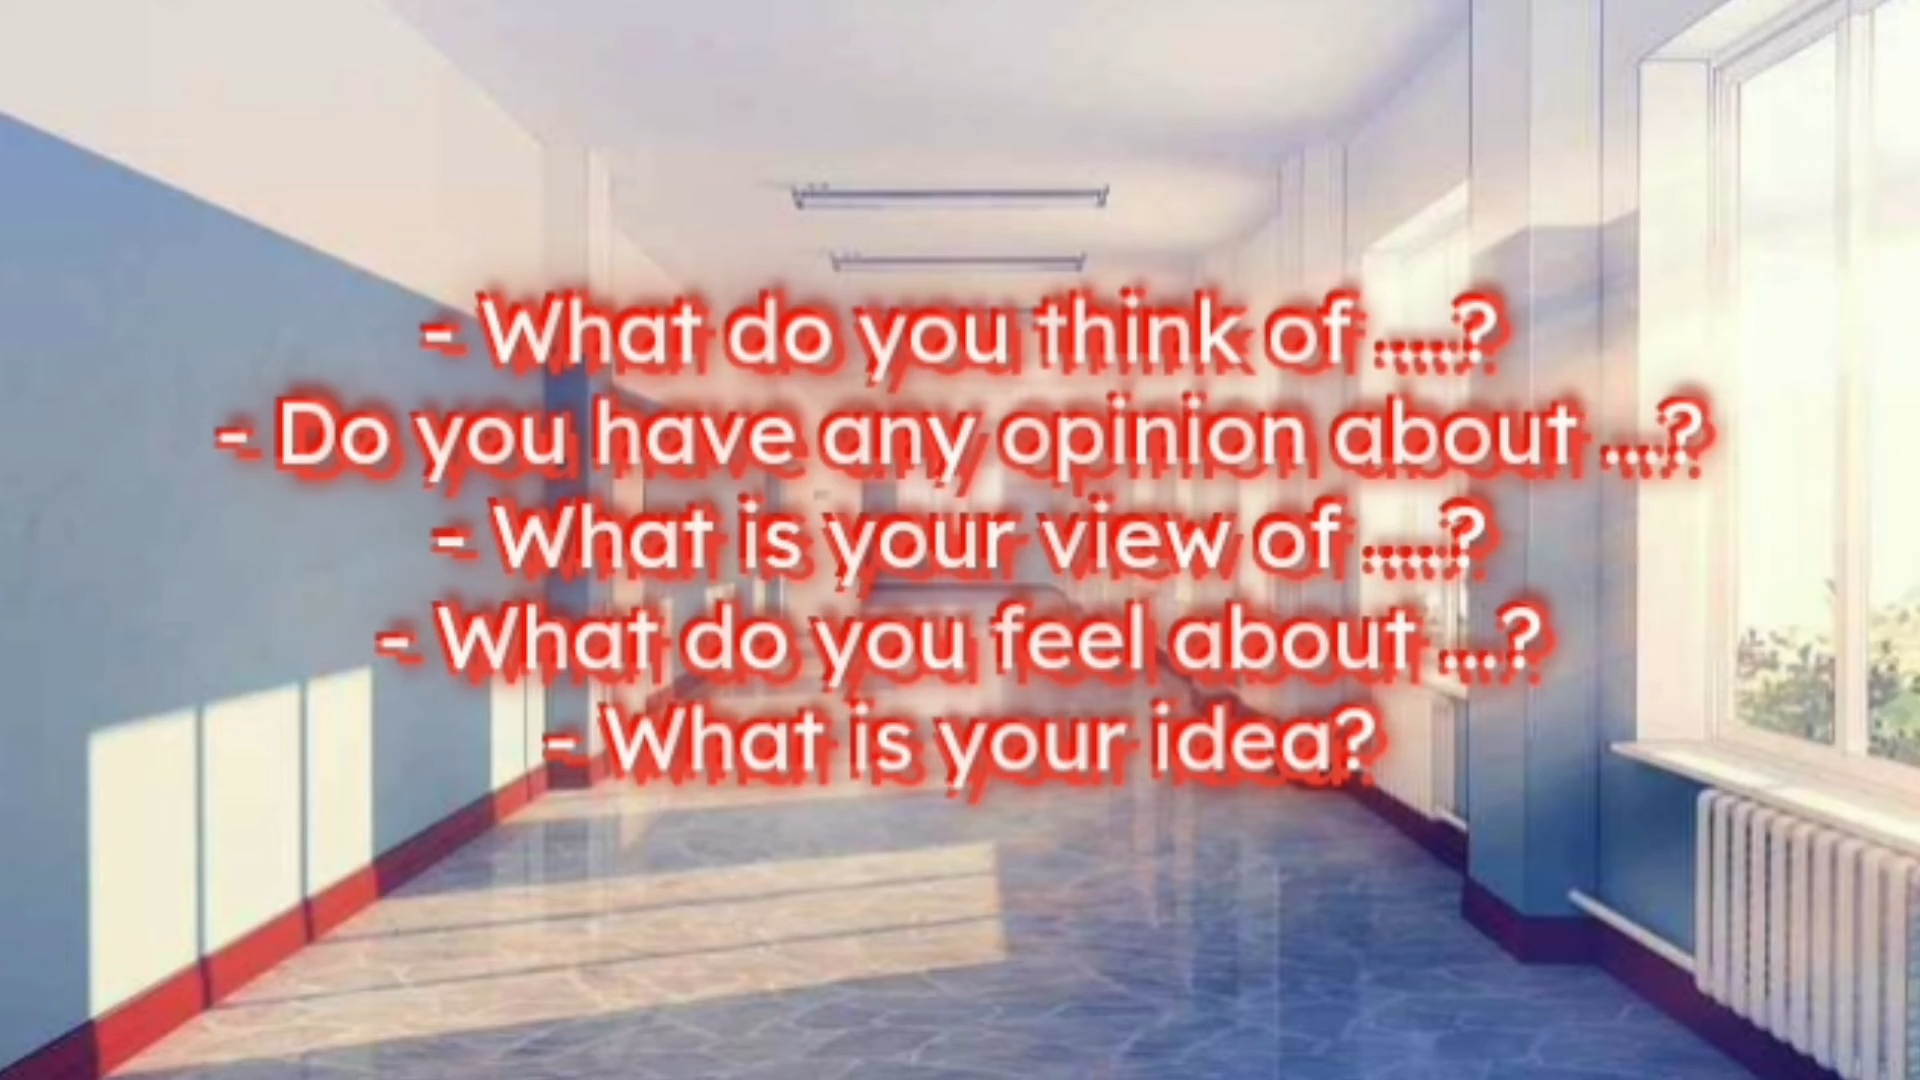 - What do you think of .....?
- Do you have any opinion about ....?
- What is your view of .....?
- What do you feel about ...?
- What is your idea?